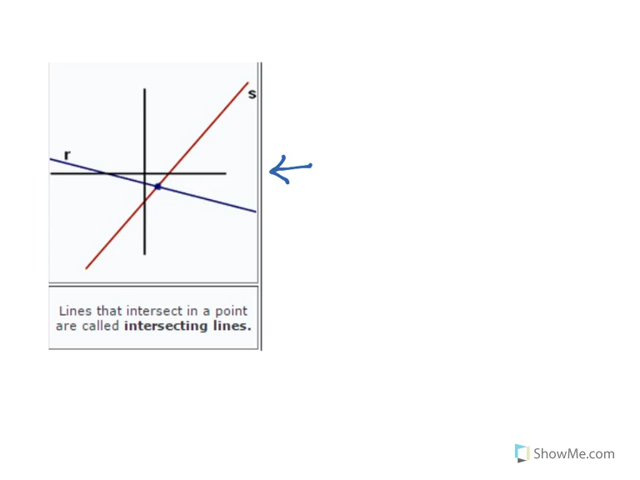 s
r
Lines that intersect in a point
are called intersecting lines.
ShowMe.com